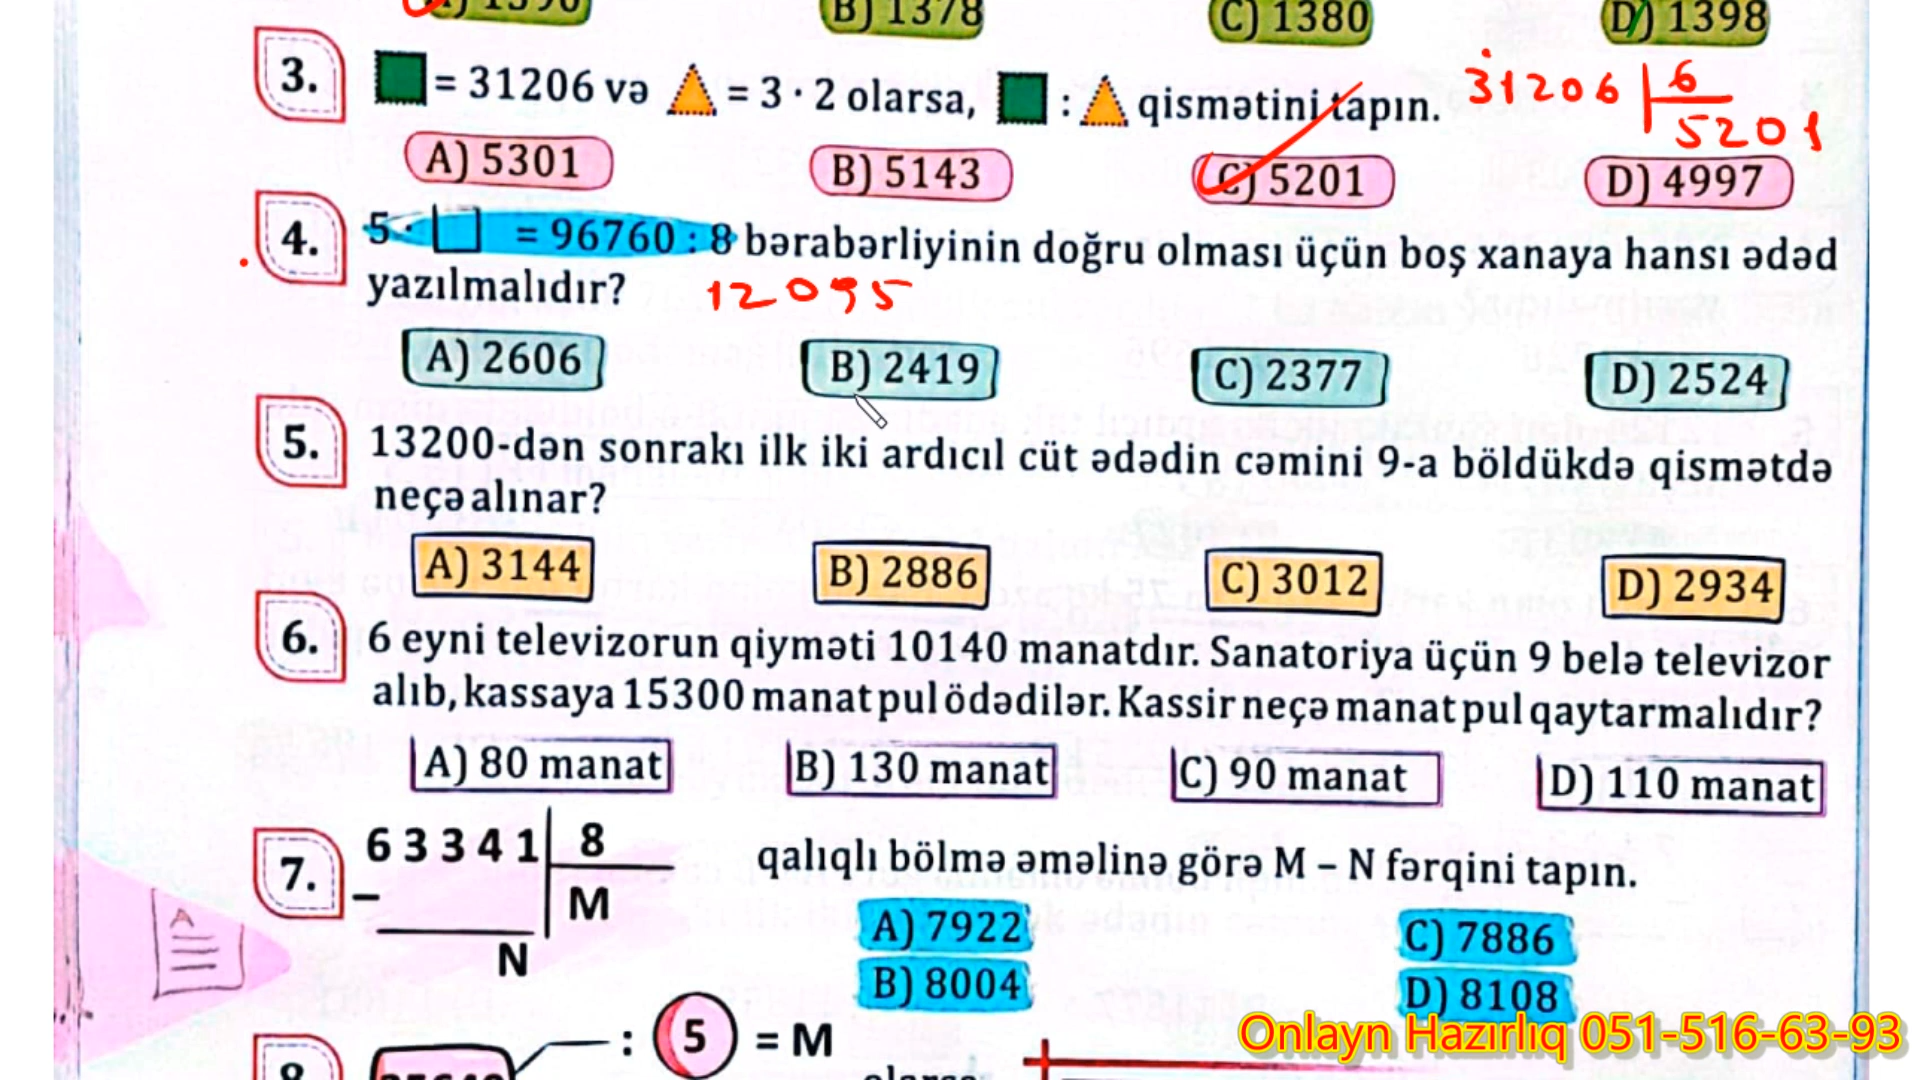 B) 1378
C) 1380
D) 1398
3. = 31206 və = 3 · 2 olarsa, : qismətini tapın.
31206 6
5201
A) 5301
B) 5143
C) 5201
D) 4997
4. 5 · = 96760 : 8 bərabərliyinin doğru olması üçün boş xanaya hansı ədəd
yazılmalıdır? 12095
A) 2606
B) 2419
C) 2377
D) 2524
5. 13200-dən sonrakı ilk iki ardıcıl cüt ədədin cəmini 9-a böldükdə qismətdə
neçə alınar?
A) 3144
B) 2886
C) 3012
D) 2934
6. 6 eyni televizorun qiyməti 10140 manatdır. Sanatoriya üçün 9 belə televizor
alıb, kassaya 15300 manat pul ödədilər. Kassir neçə manat pul qaytarmalıdır?
A) 80 manat
B) 130 manat
C) 90 manat
D) 110 manat
7. 63341 8
– M
N
qalıqlı bölmə əməlinə görə M – N fərqini tapın.
A) 7922
C) 7886
B) 8004
D) 8108
Onlayn Hazırlıq 051-516-63-93
: 5 = M